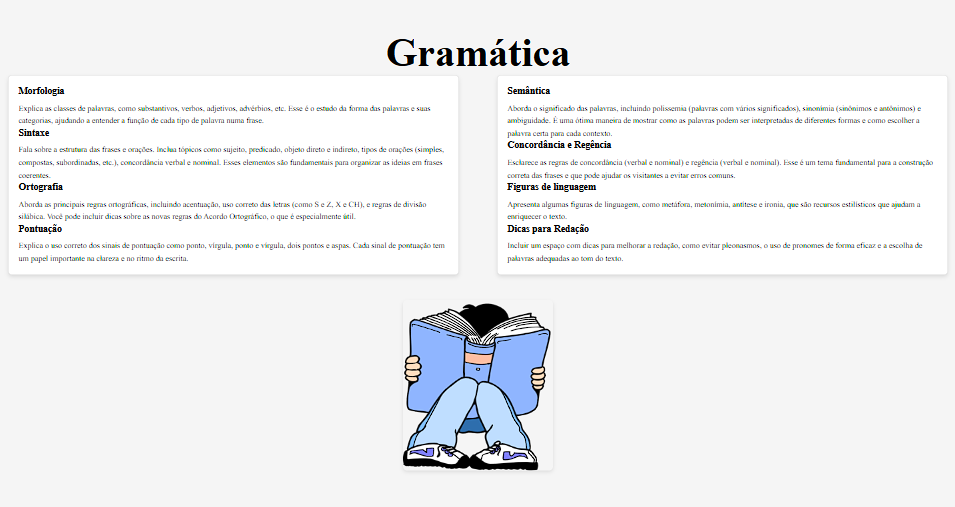 Gramática
Morfologia
Explica as classes de palavras, como substantivos, verbos, adjetivos, advérbios, etc. Esse é o estudo da forma das palavras e suas
categorias, ajudando a entender a função de cada tipo de palavra numa frase.
Sintaxe
Fala sobre a estrutura das frases e orações. Inclua tópicos como sujeito, predicado, objeto direto e indireto, tipos de orações (simples,
compostas, subordinadas, etc.), concordância verbal e nominal. Esses elementos são fundamentais para organizar as ideias em frases
coerentes.
Ortografia
Aborda as principais regras ortográficas, incluindo acentuação, uso correto das letras (como S e Z, X e CH), e regras de divisão
silábica. Você pode incluir dicas sobre as novas regras do Acordo Ortográfico, o que é especialmente útil.
Pontuação
Explica o uso correto dos sinais de pontuação como ponto, vírgula, ponto e vírgula, dois pontos e aspas. Cada sinal de pontuação tem
um papel importante na clareza e no ritmo da escrita.
Semântica
Aborda o significado das palavras, incluindo polissemia (palavras com vários significados), sinonímia (sinônimos e antônimos) e
ambiguidade. É uma ótima maneira de mostrar como as palavras podem ser interpretadas de diferentes formas e como escolher a
palavra certa para cada contexto.
Concordância e Regência
Esclarece as regras de concordância (verbal e nominal) e regência (verbal e nominal). Esse é um tema fundamental para a construção
correta das frases e que pode ajudar os visitantes a evitar erros comuns.
Figuras de linguagem
Apresenta algumas figuras de linguagem, como metáfora, metonímia, antítese e ironia, que são recursos estilísticos que ajudam a
enriquecer o texto.
Dicas para Redação
Incluir um espaço com dicas para melhorar a redação, como evitar pleonasmos, o uso de pronomes de forma eficaz e a escolha de
palavras adequadas ao tom do texto.